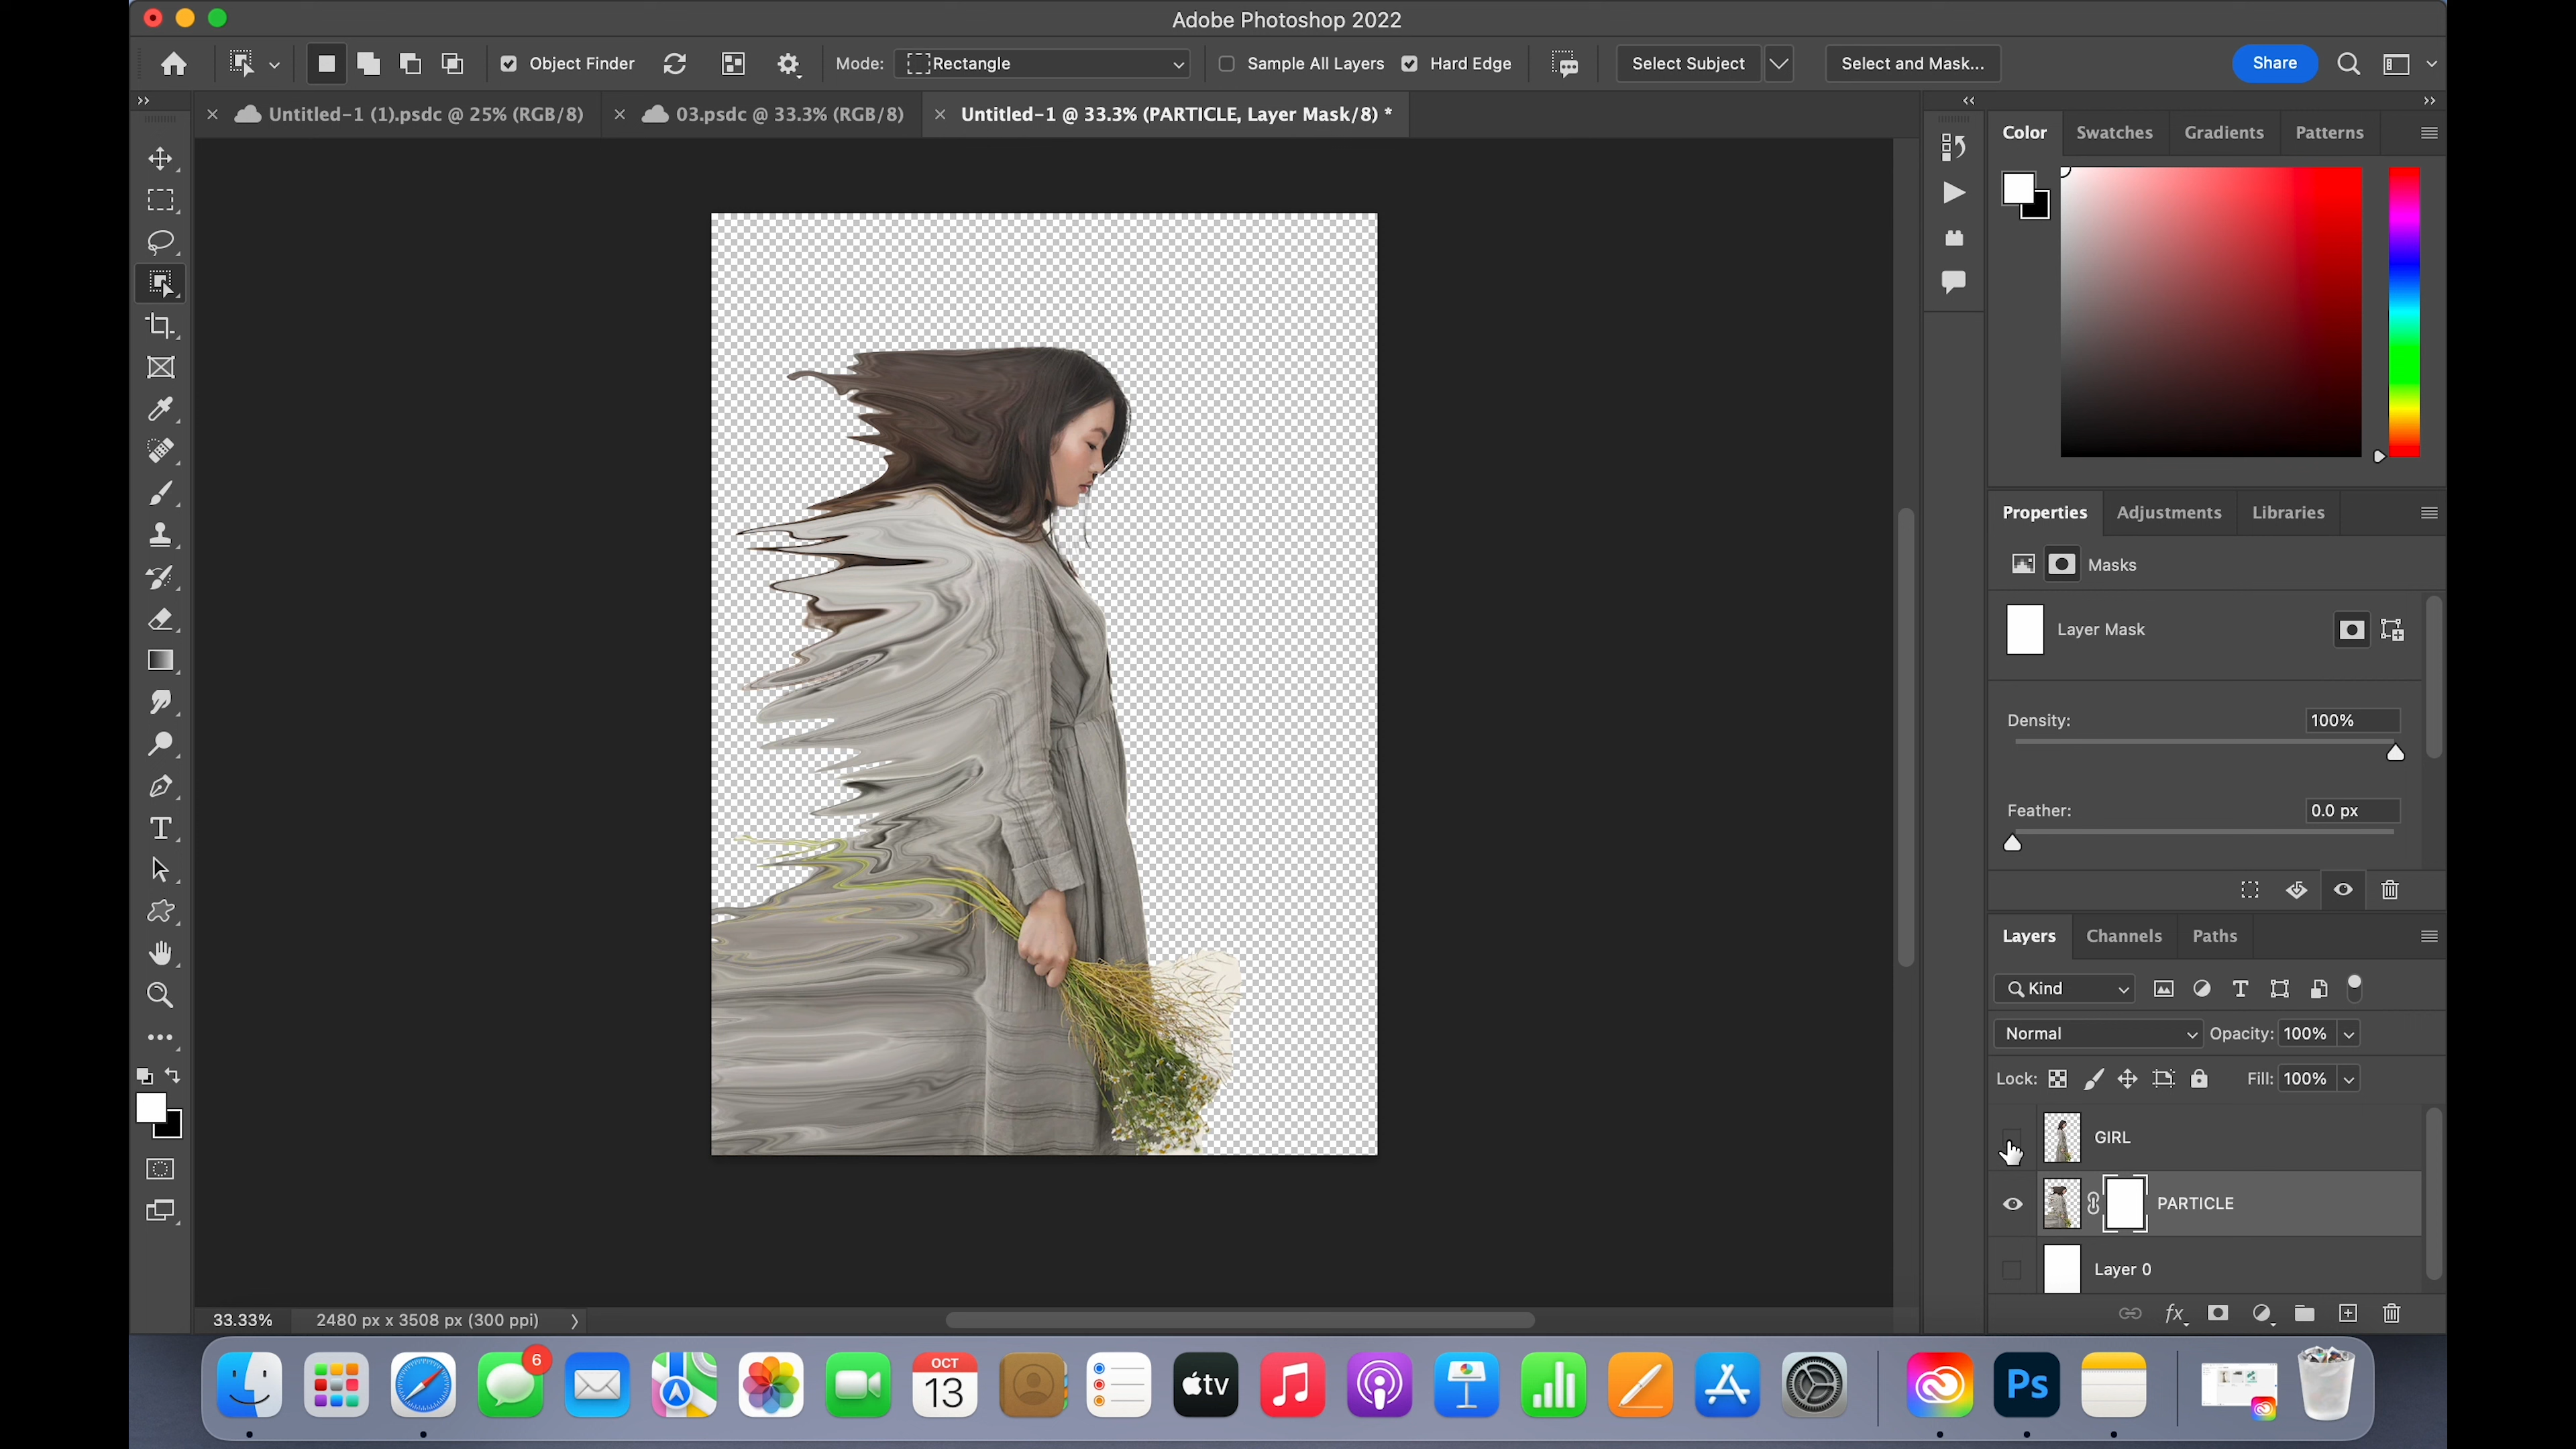 Adobe Photoshop 2022
Object Finder Mode: Rectangle Sample All Layers Hard Edge Select Subject Select and Mask... Share
Untitled-1 (1).psdc @ 25% (RGB/8) 03.psdc @ 33.3% (RGB/8) Untitled-1 @ 33.3% (PARTICLE, Layer Mask/8) *
Color Swatches Gradients Patterns
Properties Adjustments Libraries
Masks
Layer Mask
Density: 100%
Feather: 0.0 px
Layers Channels Paths
Kind
Normal Opacity: 100%
Lock: Fill: 100%
GIRL
PARTICLE
Layer 0
33.33% 2480 px x 3508 px (300 ppi)
6
OCT
13
tv
Ps